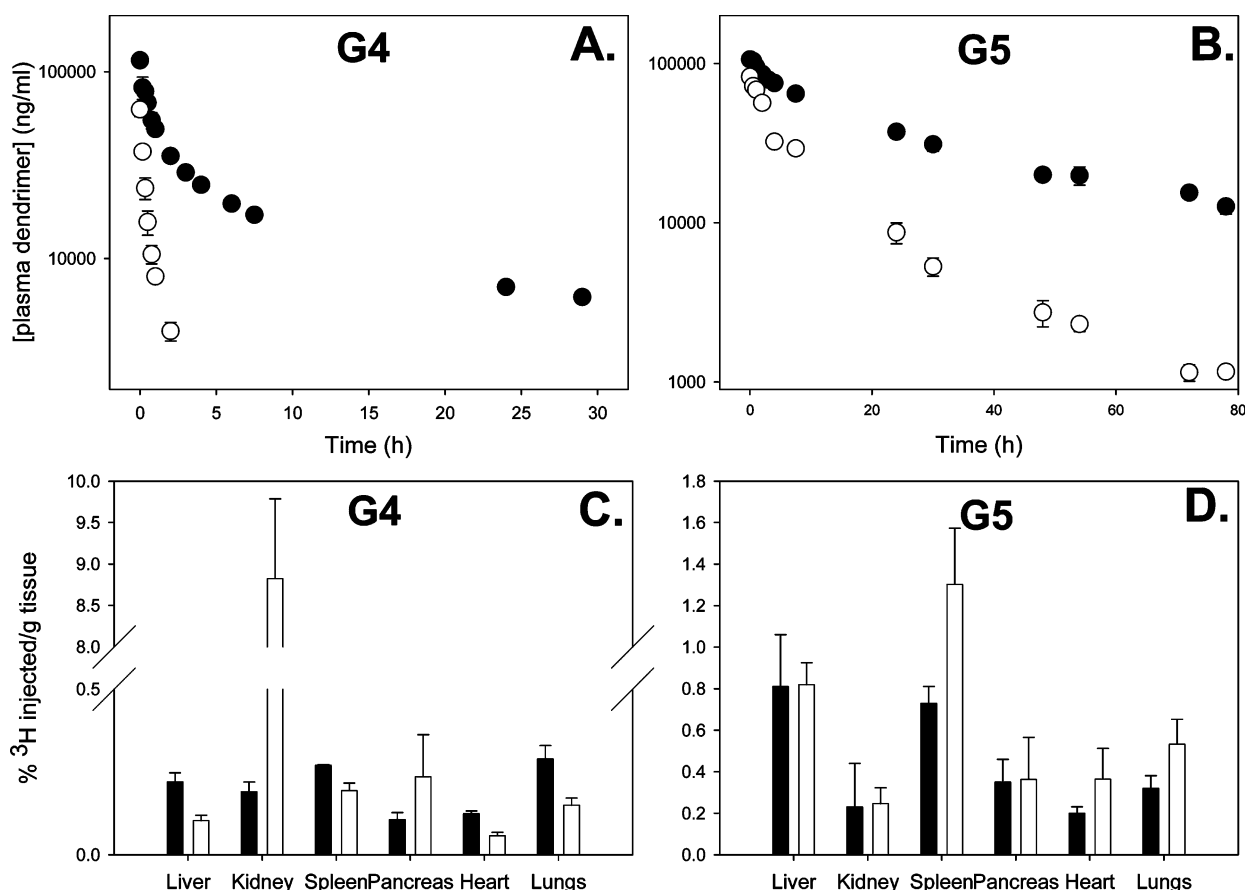 G4 A.
G5 B.
[plasma dendrimer] (ng/ml)
100000
10000
0 5 10 15 20 25 30
Time (h)
100000
10000
1000
0 20 40 60 80
Time (h)
G4 C.
G5 D.
% ³H injected/g tissue
10.0
9.5
9.0
8.5
8.0
0.5
0.0
Liver Kidney Spleen Pancreas Heart Lungs
1.8
1.6
1.4
1.2
1.0
0.8
0.6
0.4
0.2
0.0
Liver Kidney Spleen Pancreas Heart Lungs